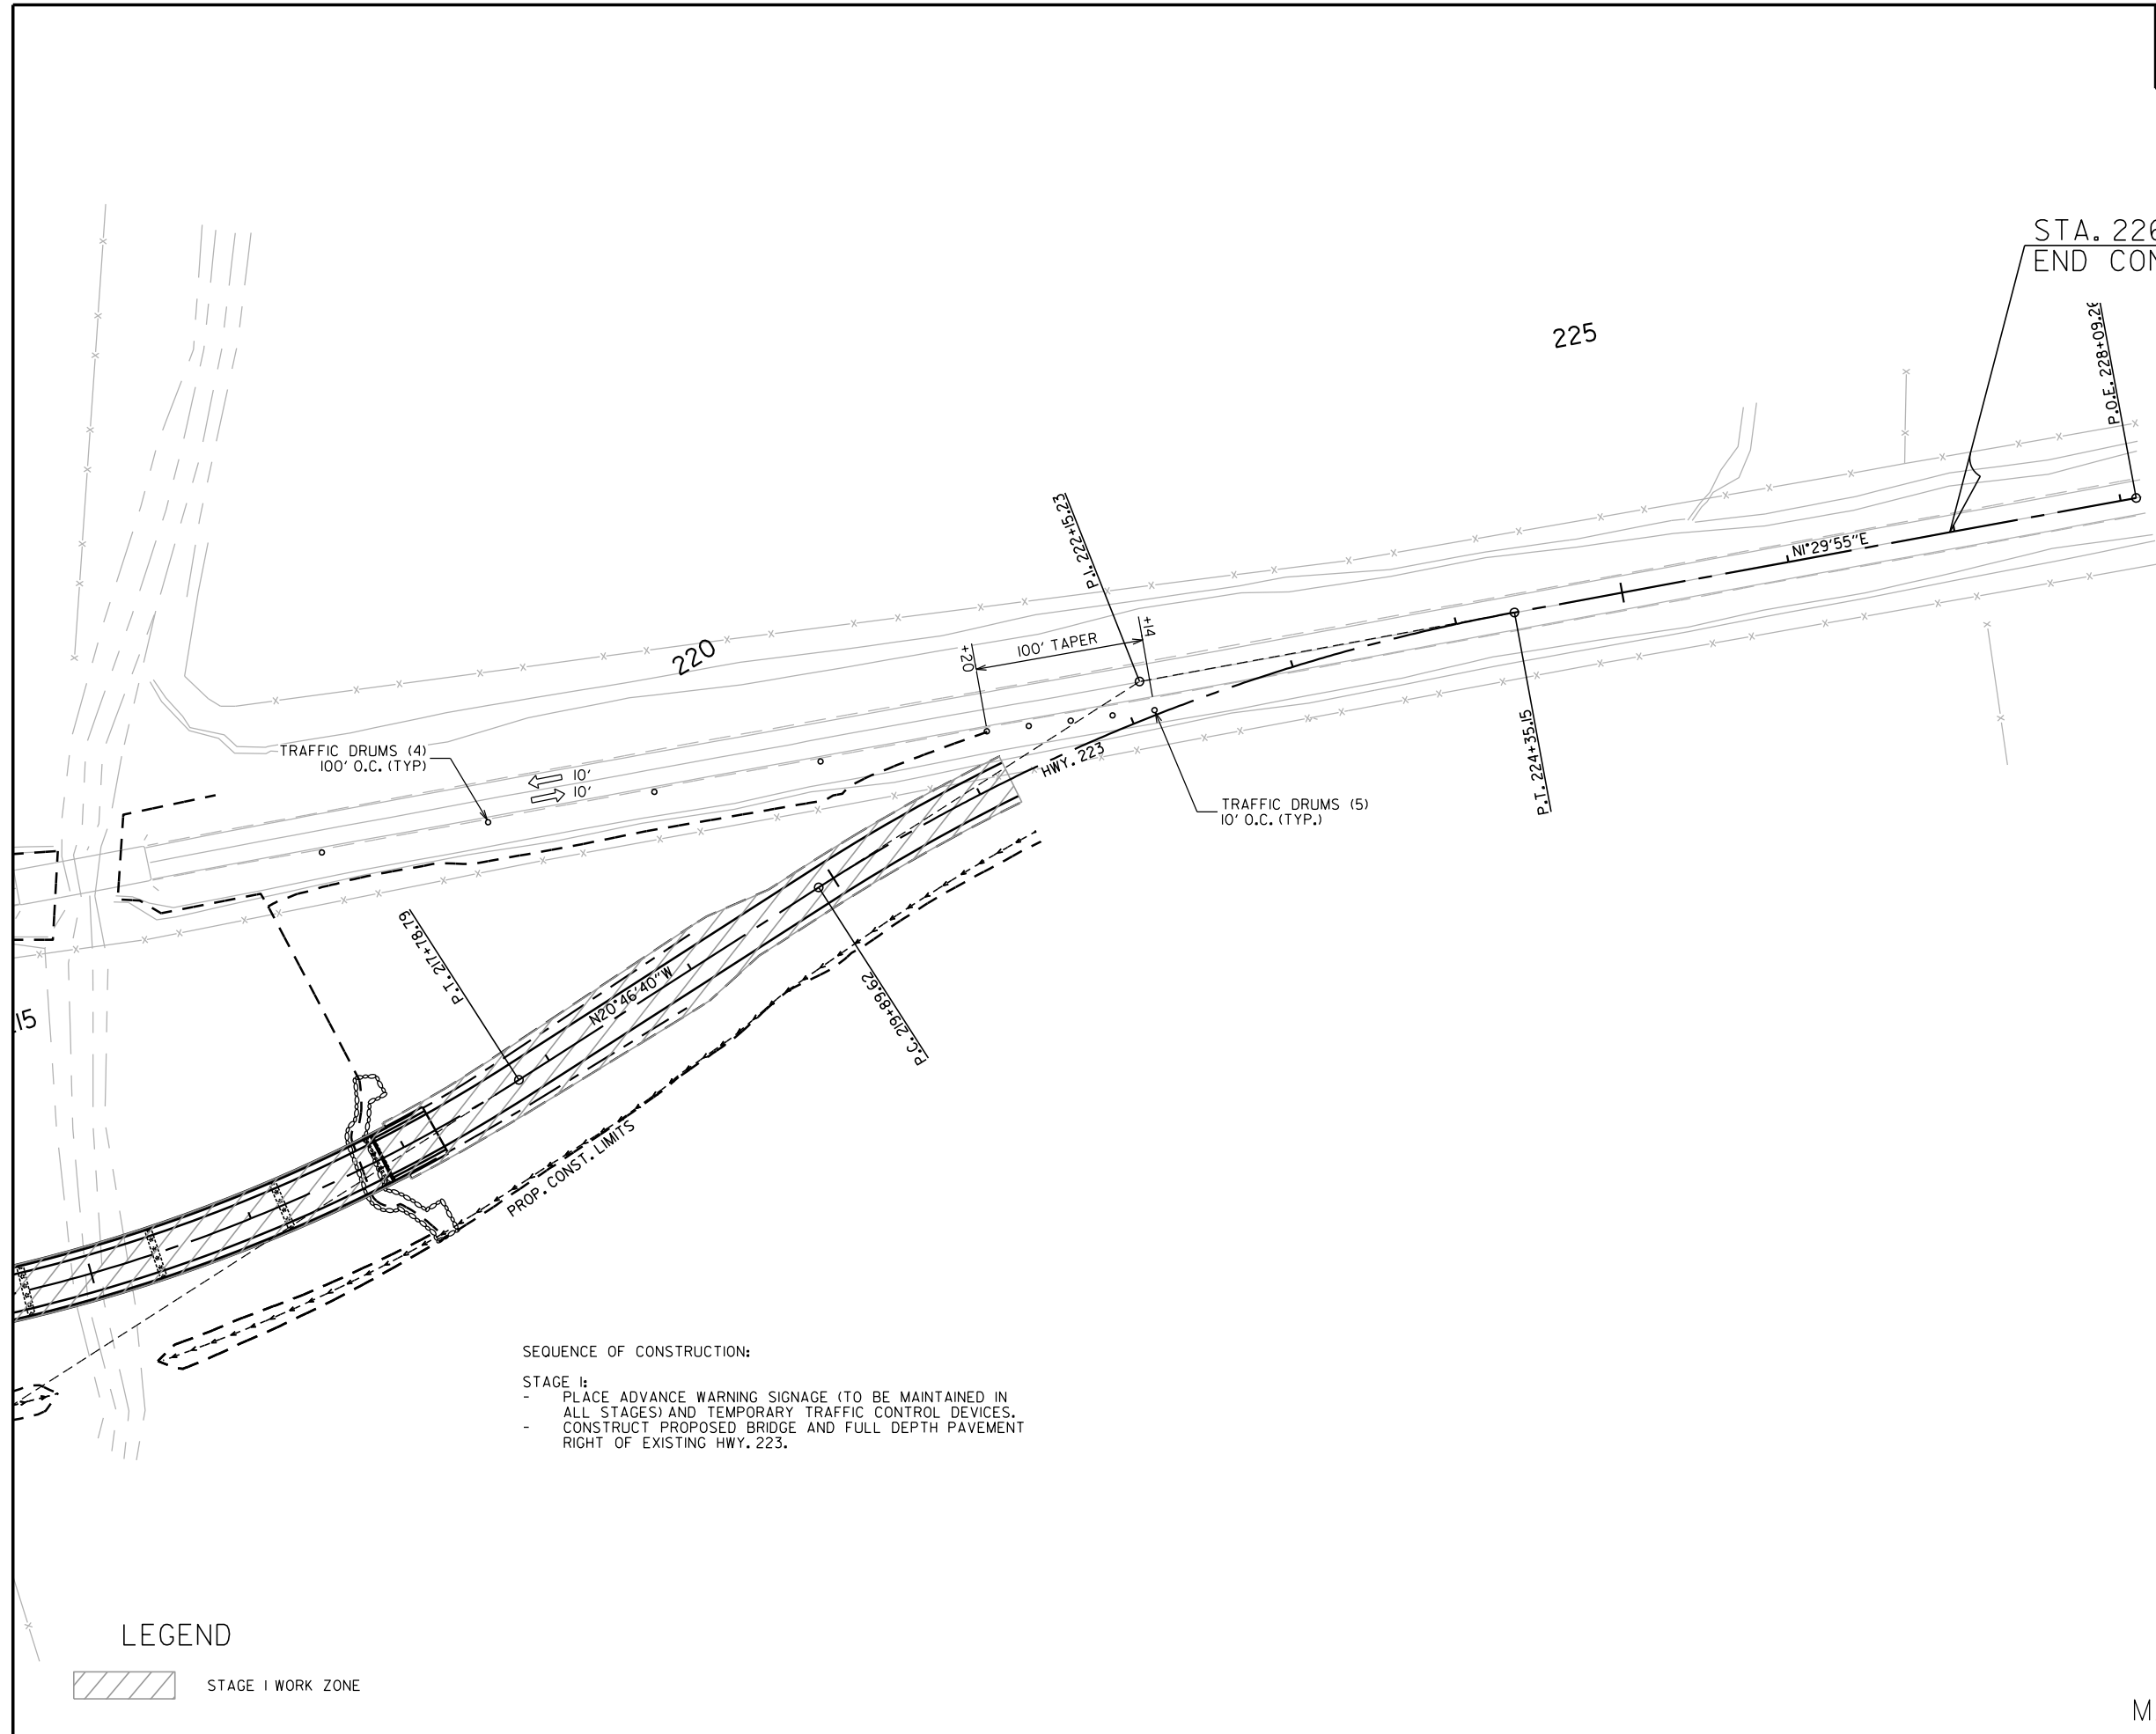 STA. 226
END CON
P.O.E. 228+09.26
225
N1°29'55"E
P.I. 222+15.23
+14
100' TAPER
+20
220
TRAFFIC DRUMS (4)
100' O.C. (TYP)
10'
10'
HWY. 223
P.T. 224+35.15
TRAFFIC DRUMS (5)
10' O.C. (TYP.)
P.T. 217+78.79
N20°46'40"W
P.C. 219+89.62
15
PROP. CONST. LIMITS
SEQUENCE OF CONSTRUCTION:
STAGE 1:
- PLACE ADVANCE WARNING SIGNAGE (TO BE MAINTAINED IN
ALL STAGES) AND TEMPORARY TRAFFIC CONTROL DEVICES.
- CONSTRUCT PROPOSED BRIDGE AND FULL DEPTH PAVEMENT
RIGHT OF EXISTING HWY. 223.
LEGEND
STAGE 1 WORK ZONE
M